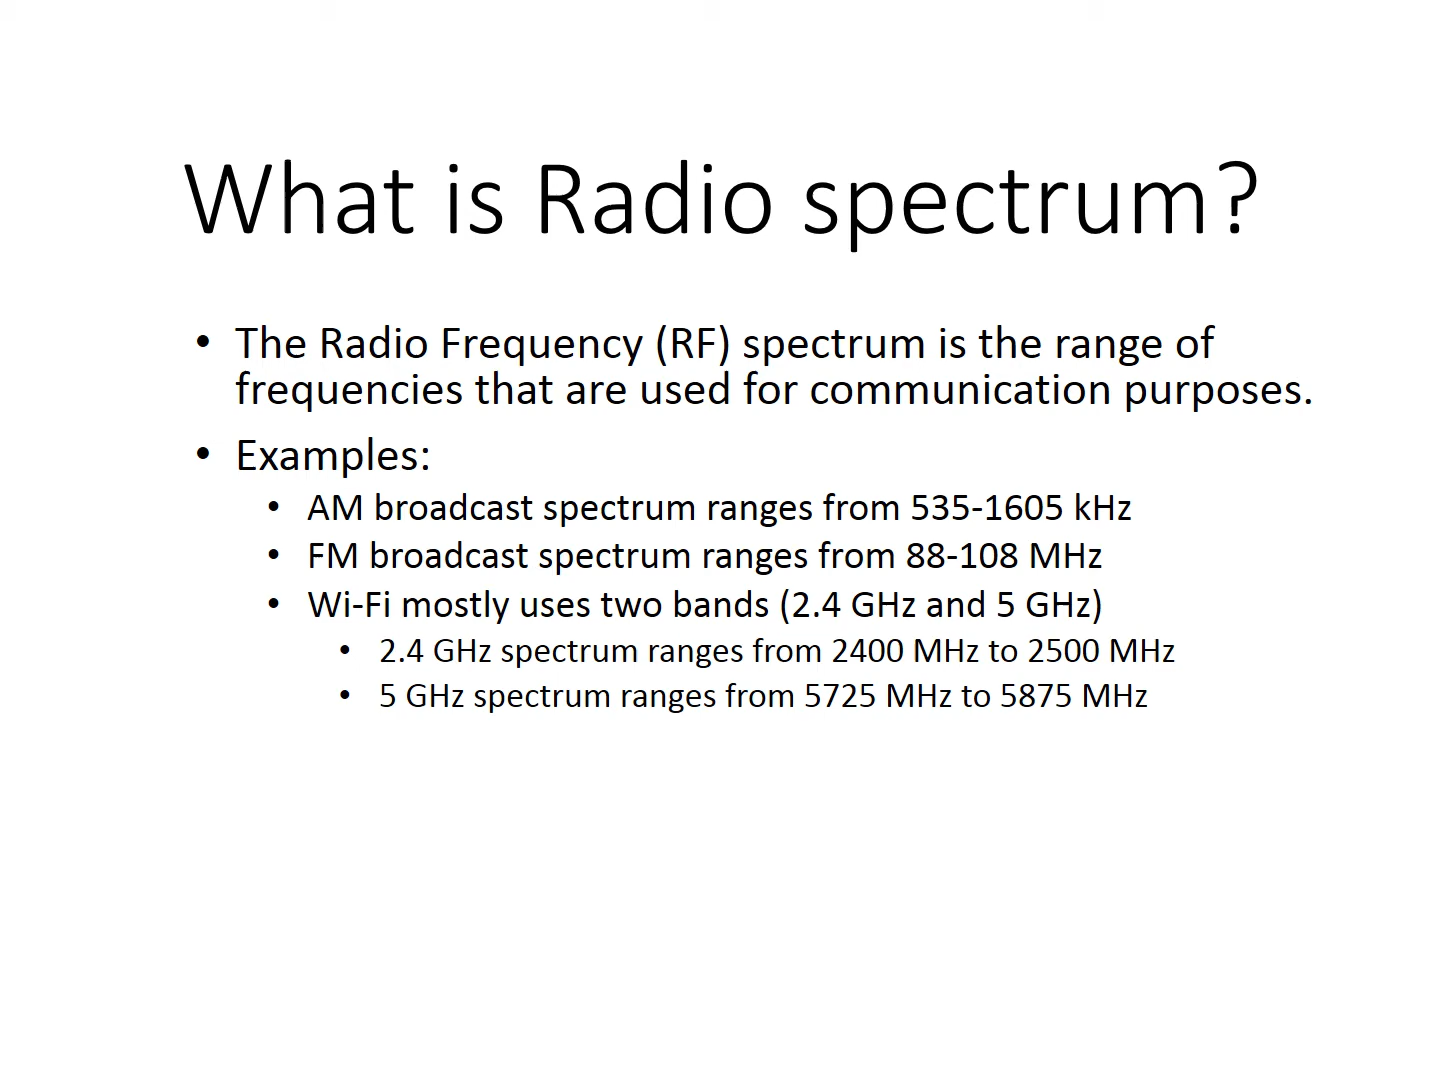 What is Radio spectrum?
• The Radio Frequency (RF) spectrum is the range of
frequencies that are used for communication purposes.
• Examples:
• AM broadcast spectrum ranges from 535-1605 kHz
• FM broadcast spectrum ranges from 88-108 MHz
• Wi-Fi mostly uses two bands (2.4 GHz and 5 GHz)
• 2.4 GHz spectrum ranges from 2400 MHz to 2500 MHz
• 5 GHz spectrum ranges from 5725 MHz to 5875 MHz